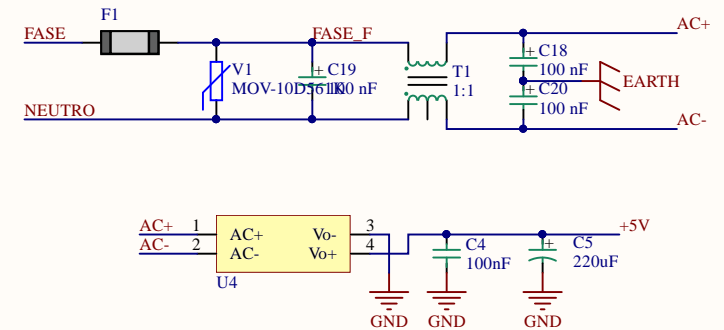 F1
FASE
FASE_F
AC+
V1
MOV-10D561K
C19
100 nF
T1
1:1
C18
100 nF
C20
100 nF
EARTH
NEUTRO
AC-
AC+ 1 AC+ Vo- 3
AC- 2 AC- Vo+ 4
U4
+5V
C4
100nF
C5
220uF
GND GND GND